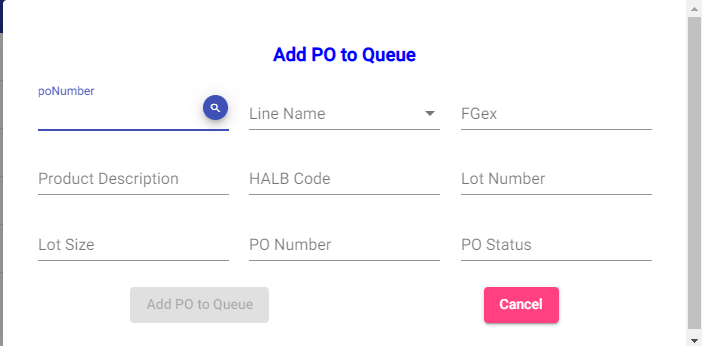 Add PO to Queue
poNumber
Line Name
FGex
Product Description
HALB Code
Lot Number
Lot Size
PO Number
PO Status
Add PO to Queue
Cancel